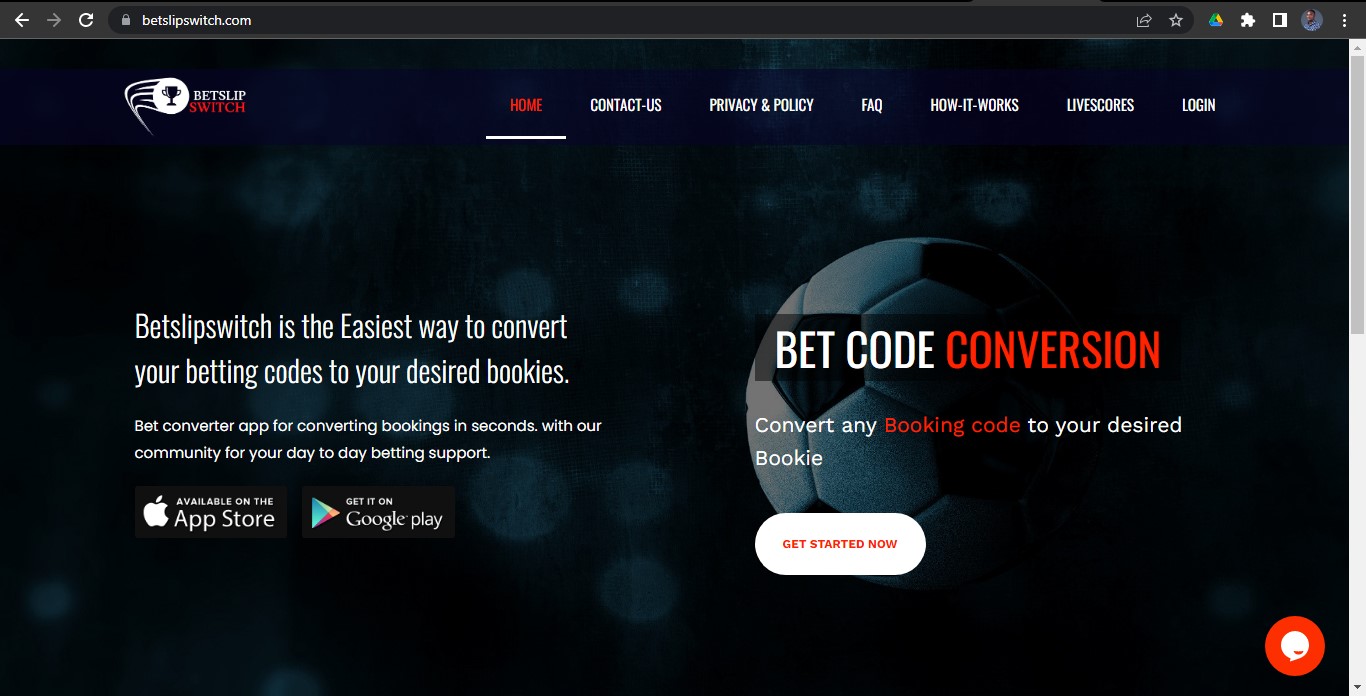 betslipswitch.com
BETSLIP
SWITCH
HOME CONTACT-US PRIVACY & POLICY FAQ HOW-IT-WORKS LIVESCORES LOGIN
Betslipswitch is the Easiest way to convert
your betting codes to your desired bookies.
Bet converter app for converting bookings in seconds. with our
community for your day to day betting support.
AVAILABLE ON THE
App Store
GET IT ON
Google play
BET CODE CONVERSION
Convert any Booking code to your desired
Bookie
GET STARTED NOW